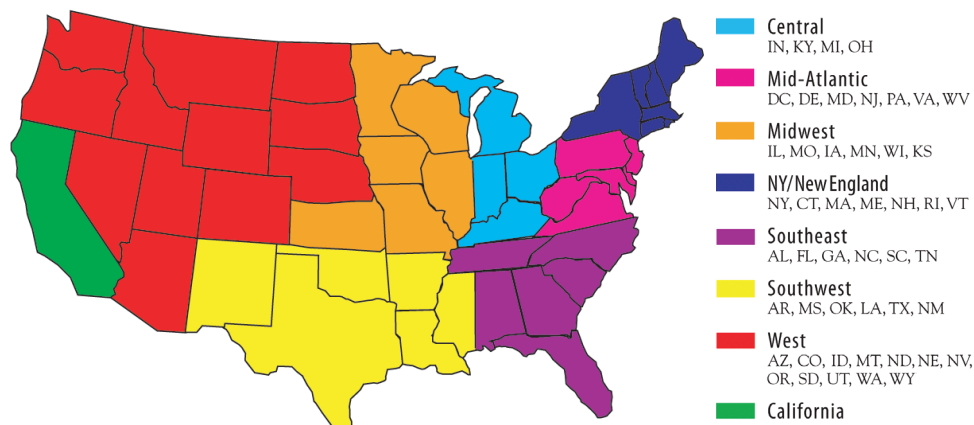 Central
IN, KY, MI, OH
Mid-Atlantic
DC, DE, MD, NJ, PA, VA, WV
Midwest
IL, MO, IA, MN, WI, KS
NY/NewEngland
NY, CT, MA, ME, NH, RI, VT
Southeast
AL, FL, GA, NC, SC, TN
Southwest
AR, MS, OK, LA, TX, NM
West
AZ, CO, ID, MT, ND, NE, NV,
OR, SD, UT, WA, WY
California